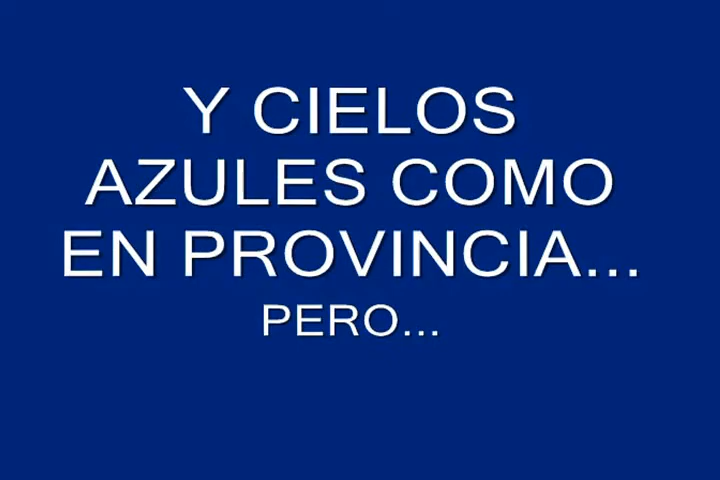 Y CIELOS
AZULES COMO
EN PROVINCIA...
PERO...